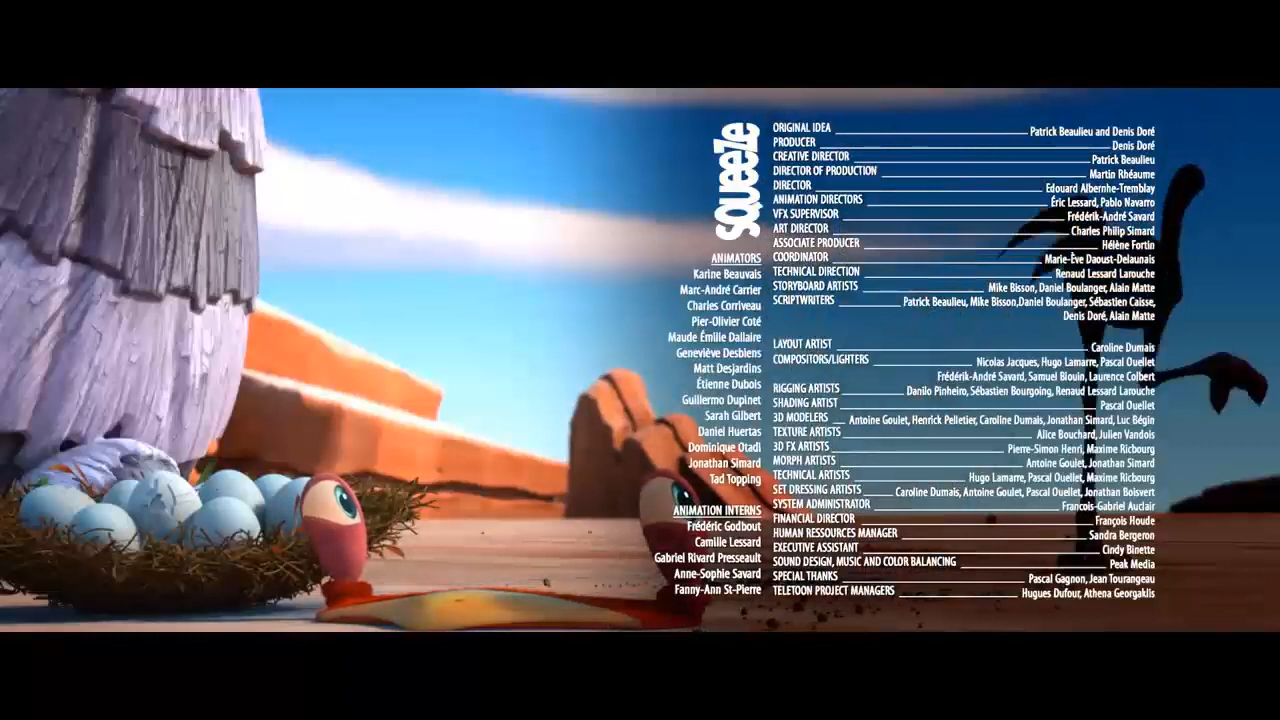 squeeze
ANIMATORS
Karine Beauvais
Marc-André Carrier
Charles Corriveau
Pier-Olivier Coté
Maude Émilie Dallaire
Geneviève Desbiens
Matt Desjardins
Étienne Dubois
Guillermo Dupinet
Sarah Gilbert
Daniel Huertas
Dominique Otadi
Jonathan Simard
Tad Topping
ANIMATION INTERNS
Frédéric Godbout
Camille Lessard
Gabriel Rivard Presseault
Anne-Sophie Savard
Fanny-Ann St-Pierre
ORIGINAL IDEA Patrick Beaulieu and Denis Doré
PRODUCER Denis Doré
CREATIVE DIRECTOR Patrick Beaulieu
DIRECTOR OF PRODUCTION Martin Rhéaume
DIRECTOR Edouard Albernhe-Tremblay
ANIMATION DIRECTORS Éric Lessard, Pablo Navarro
VFX SUPERVISOR Frédérik-André Savard
ART DIRECTOR Charles Philip Simard
ASSOCIATE PRODUCER Hélène Fortin
COORDINATOR Marie-Ève Daoust-Delaunais
TECHNICAL DIRECTION Renaud Lessard Larouche
STORYBOARD ARTISTS Mike Bisson, Daniel Boulanger, Alain Matte
SCRIPTWRITERS Patrick Beaulieu, Mike Bisson,Daniel Boulanger, Sébastien Caisse,
Denis Doré, Alain Matte
LAYOUT ARTIST Caroline Dumais
COMPOSITORS/LIGHTERS Nicolas Jacques, Hugo Lamarre, Pascal Ouellet
Frédérik-André Savard, Samuel Blouin, Laurence Colbert
RIGGING ARTISTS Danilo Pinheiro, Sébastien Bourgoing, Renaud Lessard Larouche
SHADING ARTIST Pascal Ouellet
3D MODELERS Antoine Goulet, Henrick Pelletier, Caroline Dumais, Jonathan Simard, Luc Bégin
TEXTURE ARTISTS Alice Bouchard, Julien Vandois
3D FX ARTISTS Pierre-Simon Henri, Maxime Ricbourg
MORPH ARTISTS Antoine Goulet, Jonathan Simard
TECHNICAL ARTISTS Hugo Lamarre, Pascal Ouellet, Maxime Ricbourg
SET DRESSING ARTISTS Caroline Dumais, Antoine Goulet, Pascal Ouellet, Jonathan Boisvert
SYSTEM ADMINISTRATOR Francois-Gabriel Auclair
FINANCIAL DIRECTOR François Houde
HUMAN RESSOURCES MANAGER Sandra Bergeron
EXECUTIVE ASSISTANT Cindy Binette
SOUND DESIGN, MUSIC AND COLOR BALANCING Peak Media
SPECIAL THANKS Pascal Gagnon, Jean Tourangeau
TELETOON PROJECT MANAGERS Hugues Dufour, Athena Georgaklis